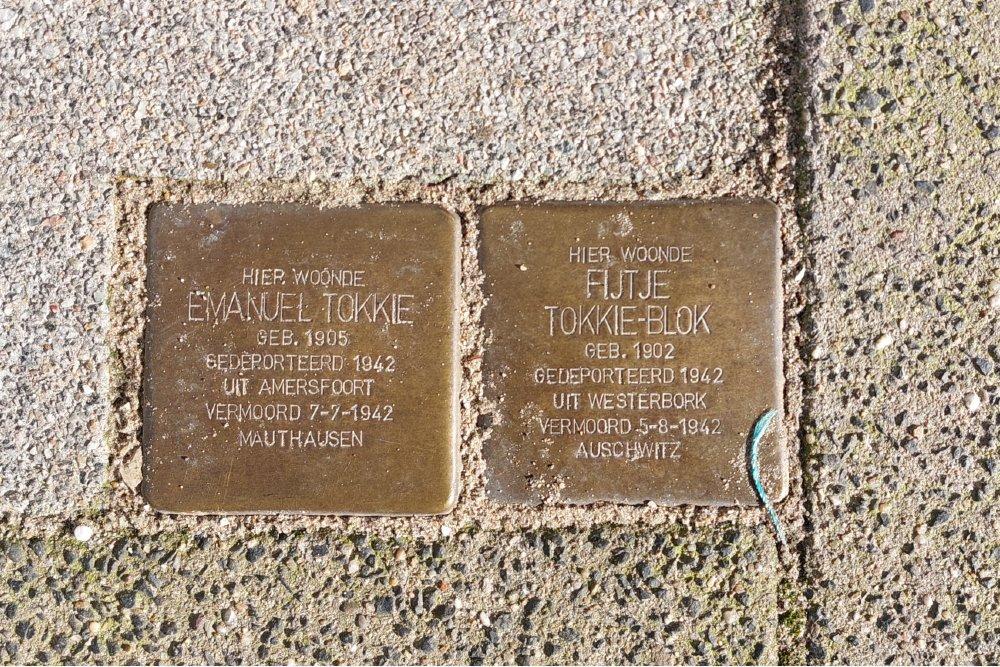 HIER WOONDE
EMANUEL TOKKIE
GEB. 1905
GEDEPORTEERD 1942
UIT AMERSFOORT
VERMOORD 7-7-1942
MAUTHAUSEN
HIER WOONDE
FIJTJE
TOKKIE-BLOK
GEB. 1902
GEDEPORTEERD 1942
UIT WESTERBORK
VERMOORD 5-8-1942
AUSCHWITZ